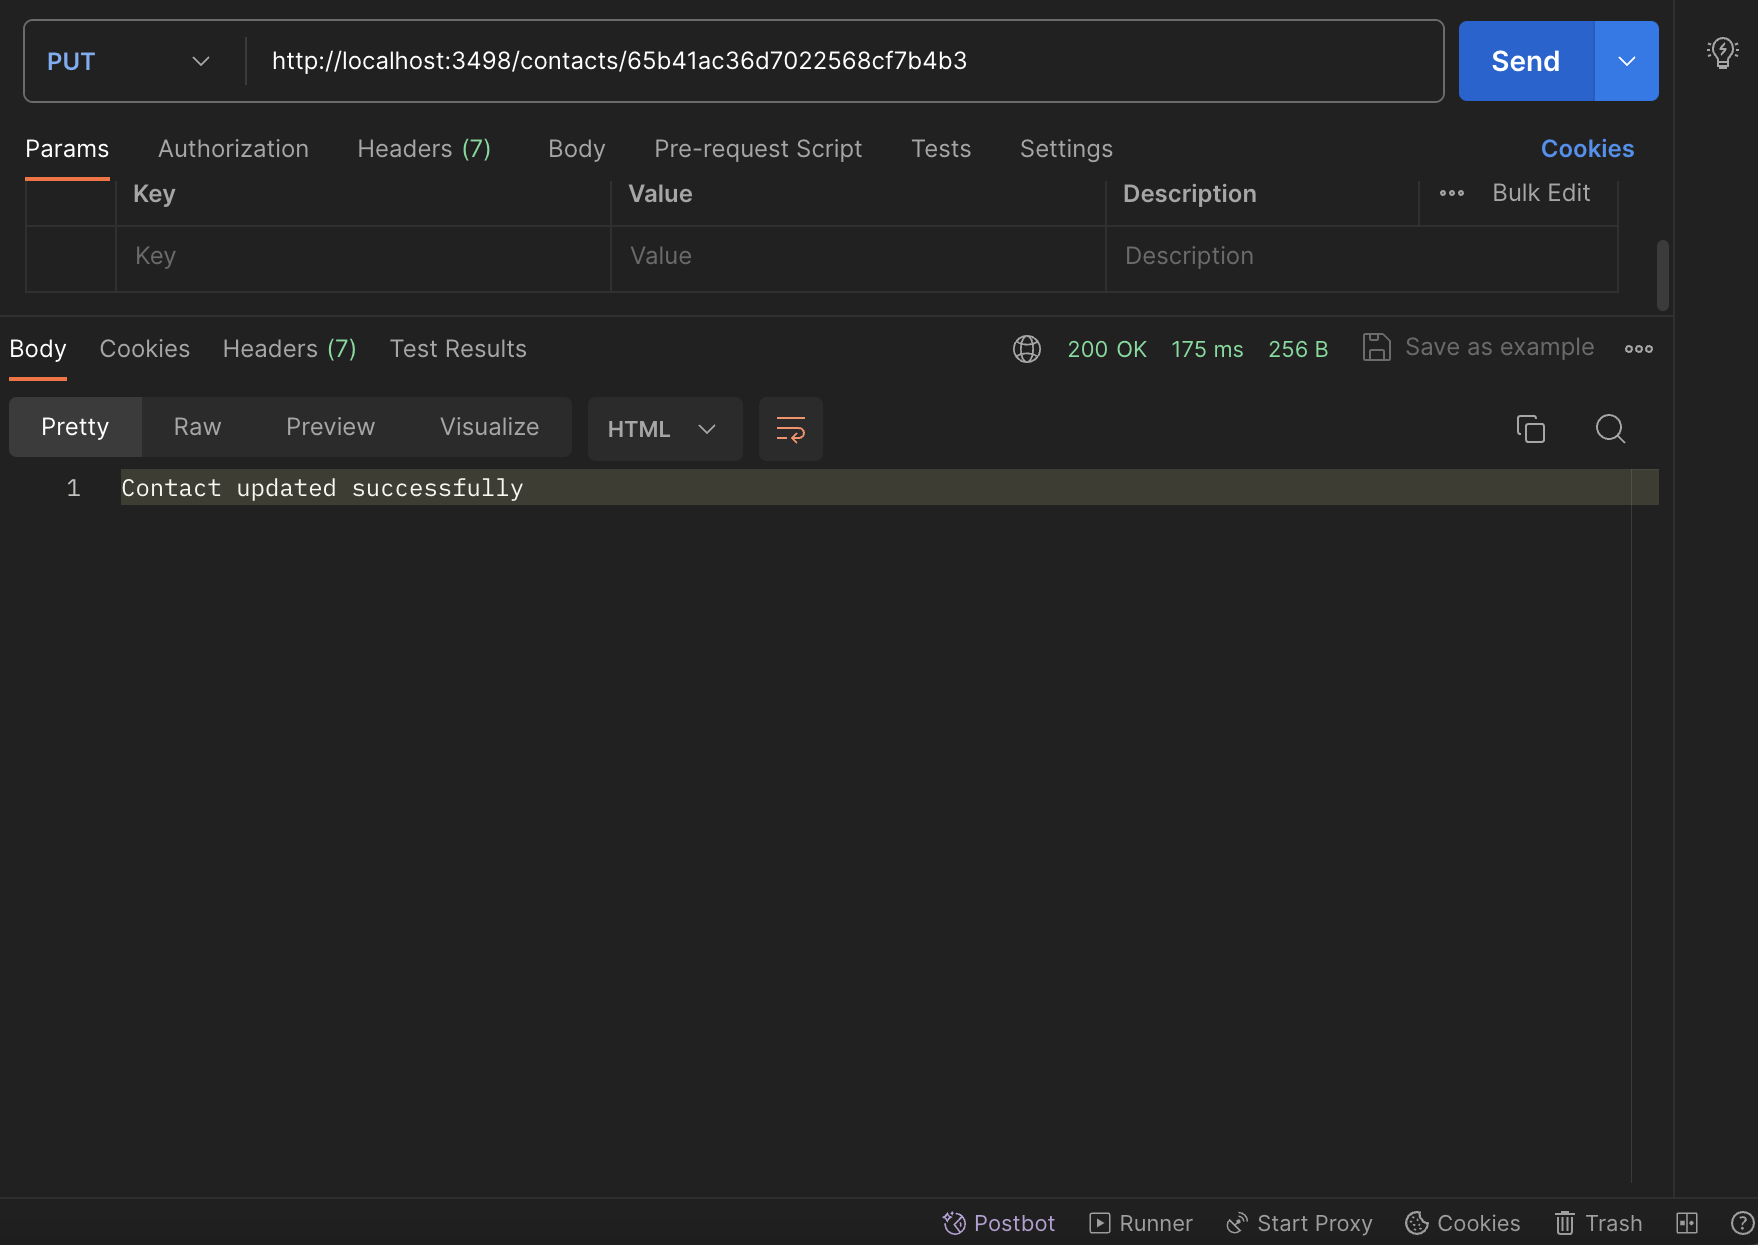 PUT http://localhost:3498/contacts/65b41ac36d7022568cf7b4b3 Send
Params Authorization Headers (7) Body Pre-request Script Tests Settings Cookies
Key Value Description Bulk Edit
Key Value Description
Body Cookies Headers (7) Test Results 200 OK 175 ms 256 B Save as example
Pretty Raw Preview Visualize HTML
1 Contact updated successfully
Postbot Runner Start Proxy Cookies Trash